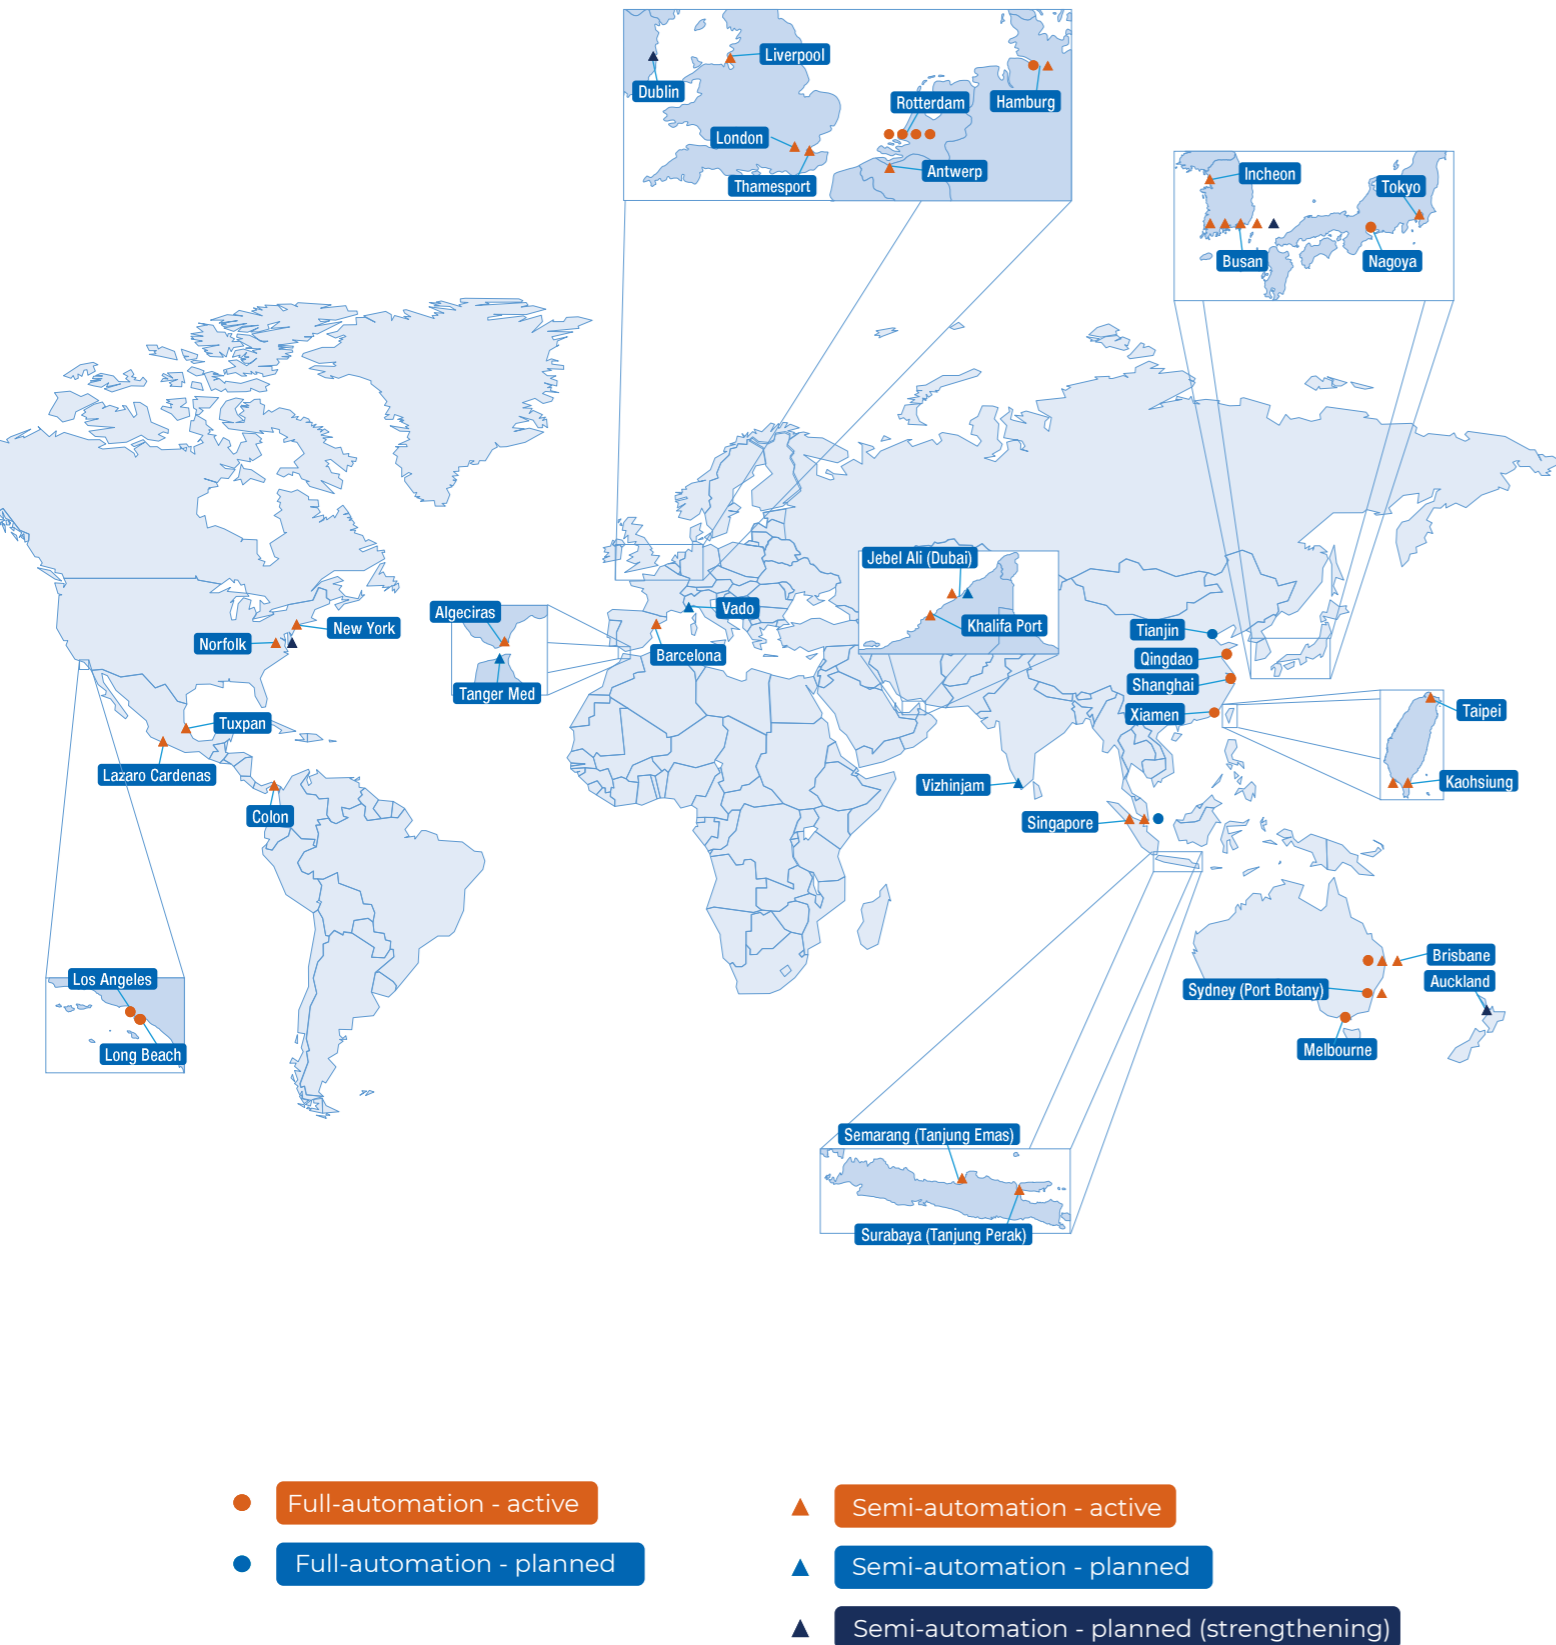 Liverpool
Dublin
Rotterdam
Hamburg
London
Antwerp
Thamesport
Incheon
Tokyo
Busan
Nagoya
Jebel Ali (Dubai)
Khalifa Port
Algeciras
Vado
Barcelona
Tanger Med
New York
Norfolk
Tianjin
Qingdao
Shanghai
Xiamen
Taipei
Kaohsiung
Tuxpan
Lazaro Cardenas
Colon
Vizhinjam
Singapore
Los Angeles
Long Beach
Brisbane
Auckland
Sydney (Port Botany)
Melbourne
Semarang (Tanjung Emas)
Surabaya (Tanjung Perak)
Full-automation - active
Full-automation - planned
Semi-automation - active
Semi-automation - planned
Semi-automation - planned (strengthening)